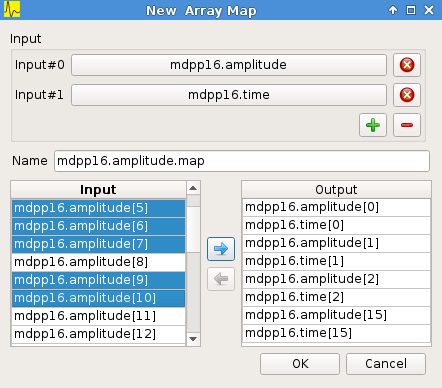 New Array Map
Input
Input#0 mdpp16.amplitude
Input#1 mdpp16.time
Name mdpp16.amplitude.map
Input
mdpp16.amplitude[5]
mdpp16.amplitude[6]
mdpp16.amplitude[7]
mdpp16.amplitude[8]
mdpp16.amplitude[9]
mdpp16.amplitude[10]
mdpp16.amplitude[11]
mdpp16.amplitude[12]
Output
mdpp16.amplitude[0]
mdpp16.time[0]
mdpp16.amplitude[1]
mdpp16.time[1]
mdpp16.amplitude[2]
mdpp16.time[2]
mdpp16.amplitude[15]
mdpp16.time[15]
OK Cancel